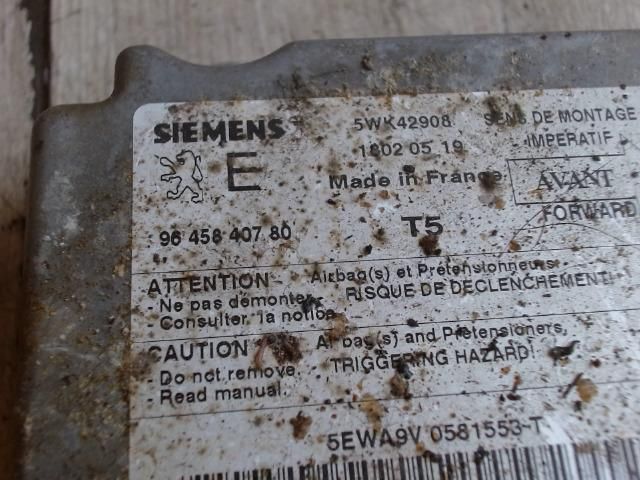 SIEMENS
5WK42908
SENS DE MONTAGE
IMPERATIF
E
1802 05 19
Made in France
AVANT
FORWARD
96 458 407 80
T5
ATTENTION Airbag(s) et Prétensionneurs
- Ne pas démonter. RISQUE DE DECLENCHEMENT!
- Consulter la notice
CAUTION Airbag(s) and Pretensioners,
- Do not remove. TRIGGERING HAZARD!
- Read manual.
5EWA9V 0581553-T